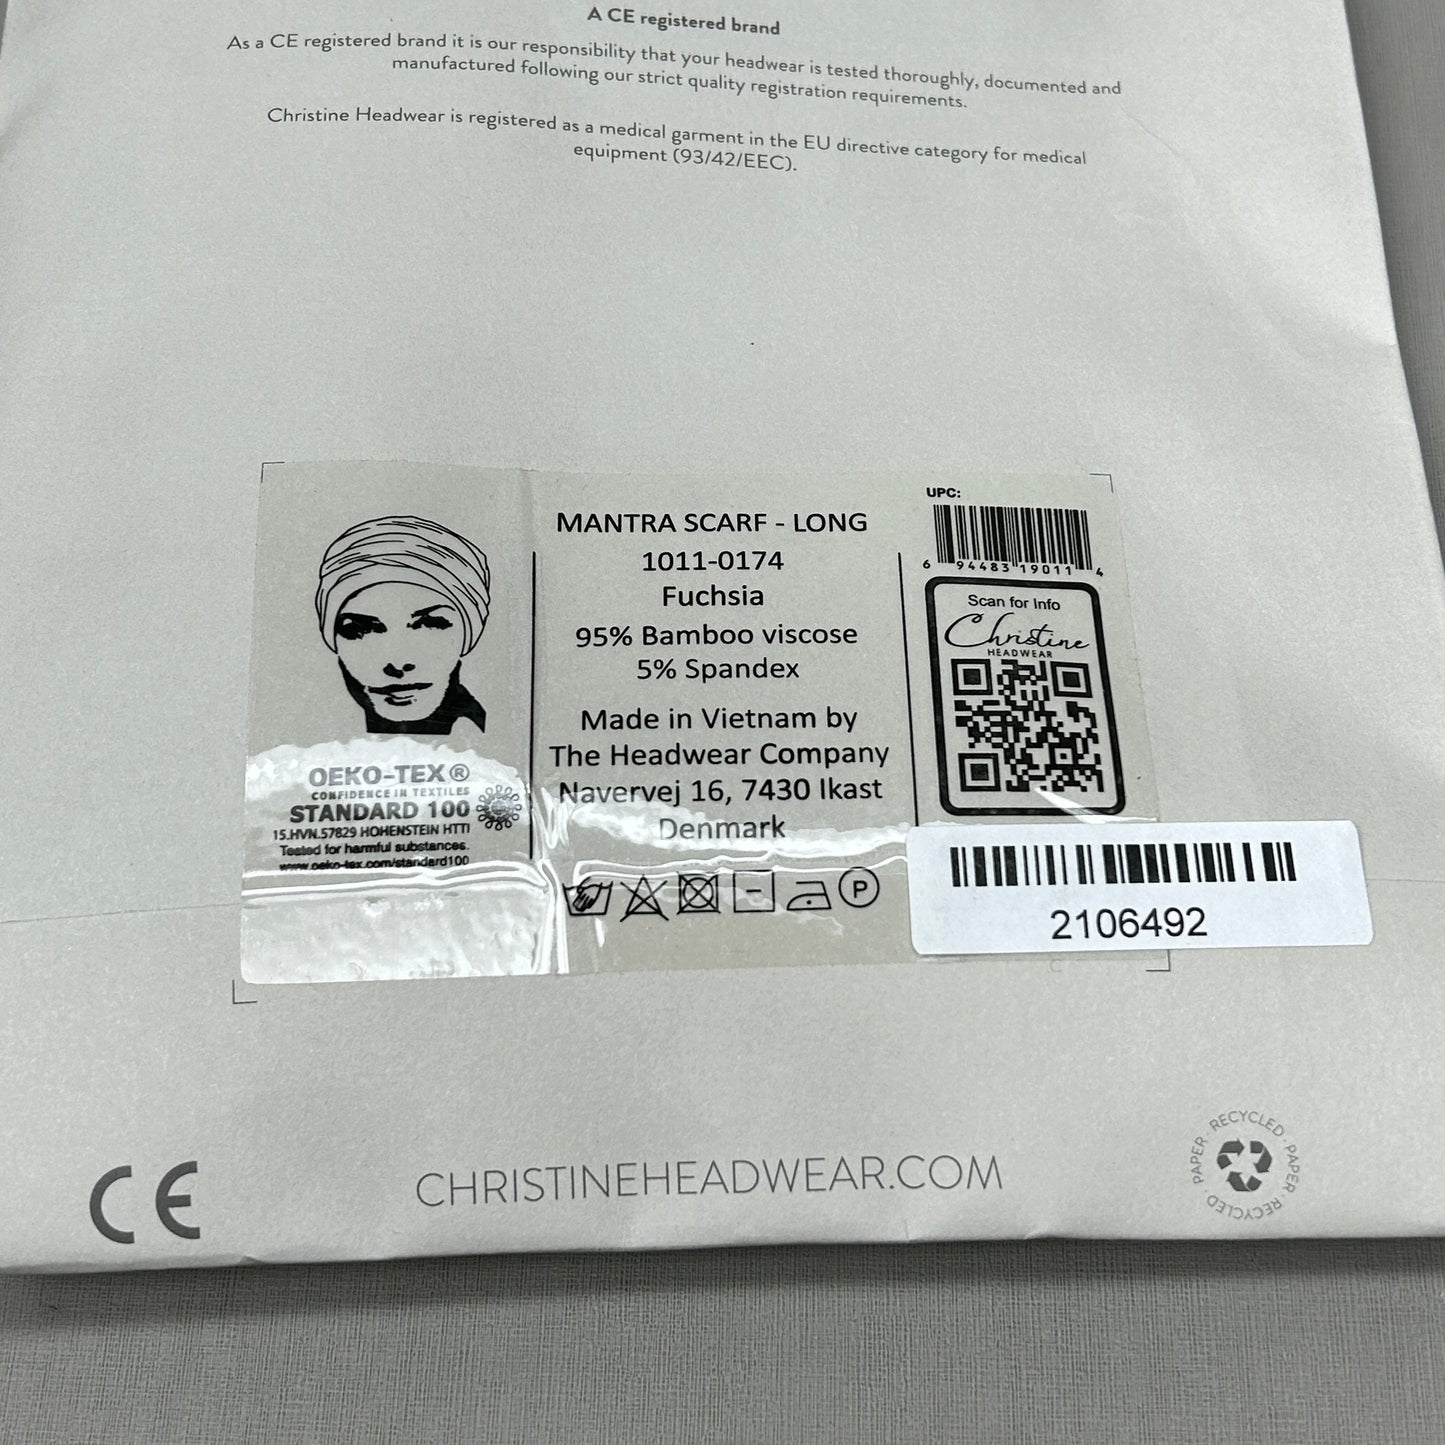 A CE registered brand
As a CE registered brand it is our responsibility that your headwear is tested thoroughly, documented and
manufactured following our strict quality registration requirements.
Christine Headwear is registered as a medical garment in the EU directive category for medical
equipment (93/42/EEC).
MANTRA SCARF - LONG
1011-0174
Fuchsia
95% Bamboo viscose
5% Spandex
Made in Vietnam by
The Headwear Company
Navervej 16, 7430 Ikast
Denmark
P
OEKO-TEX®
CONFIDENCE IN TEXTILES
STANDARD 100
15.HVN.57829 HOHENSTEIN HTTI
Tested for harmful substances.
www.oeko-tex.com/standard100
UPC:
6 94483 19011 4
Scan for Info
Christine
HEADWEAR
2106492
CE
CHRISTINEHEADWEAR.COM
RECYCLED · PAPER · RECYCLED · PAPER ·